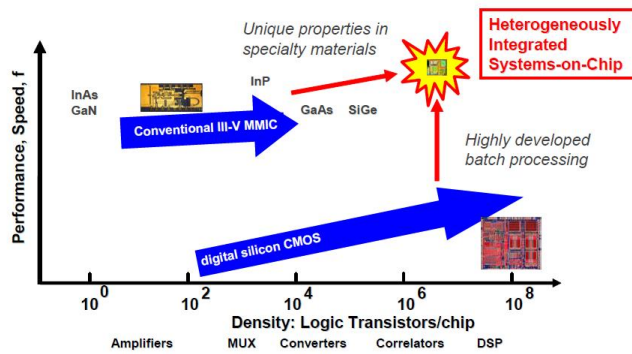 Heterogeneously
Integrated
Systems-on-Chip
Unique properties in
specialty materials
InAs
GaN
InP
GaAs SiGe
Conventional III-V MMIC
Highly developed
batch processing
digital silicon CMOS
Performance, Speed, f
10^0 10^2 10^4 10^6 10^8
Density: Logic Transistors/chip
Amplifiers MUX Converters Correlators DSP